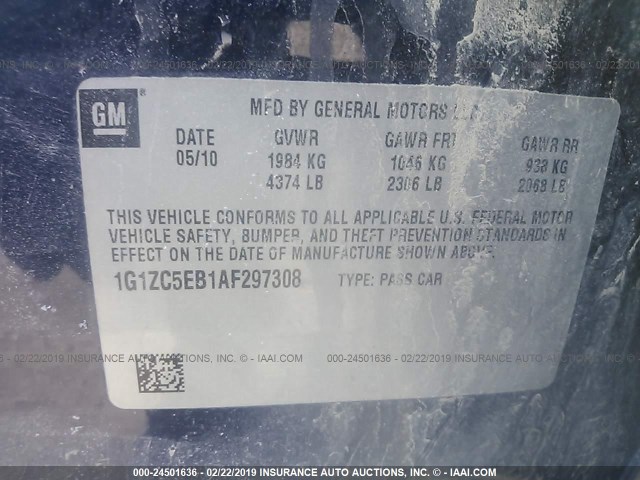 GM®
MFD BY GENERAL MOTORS LLC
DATE GVWR GAWR FRT GAWR RR
05/10 1984 KG 1046 KG 938 KG
4374 LB 2306 LB 2068 LB
THIS VEHICLE CONFORMS TO ALL APPLICABLE U.S. FEDERAL MOTOR
VEHICLE SAFETY, BUMPER, AND THEFT PREVENTION STANDARDS IN
EFFECT ON THE DATE OF MANUFACTURE SHOWN ABOVE.
1G1ZC5EB1AF297308 TYPE: PASS CAR
000-24501636 - 02/22/2019 INSURANCE AUTO AUCTIONS, INC. - © IAAI.COM